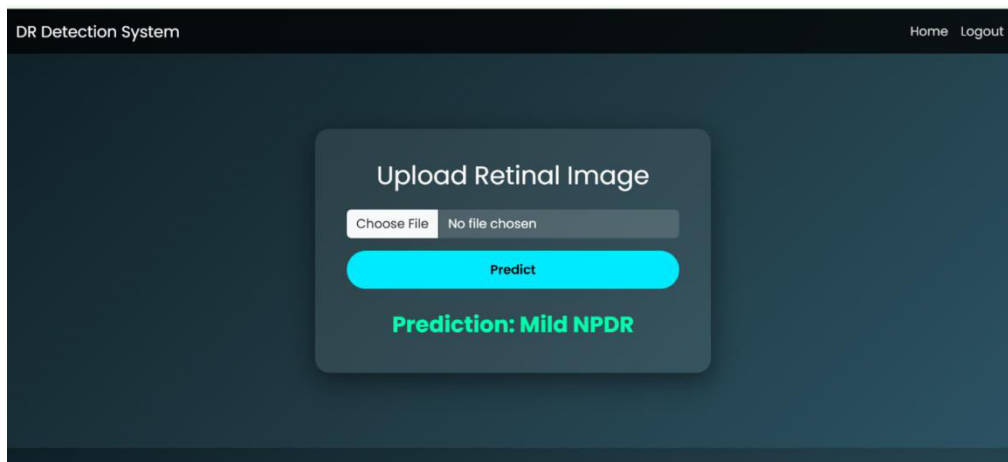 DR Detection System
Home Logout
Upload Retinal Image
Choose File No file chosen
Predict
Prediction: Mild NPDR